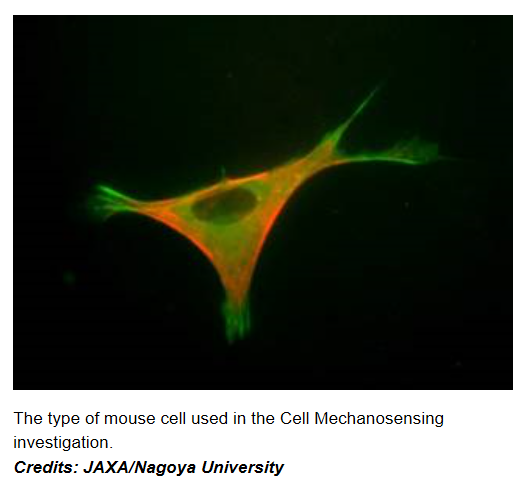 The type of mouse cell used in the Cell Mechanosensing
investigation.
Credits: JAXA/Nagoya University